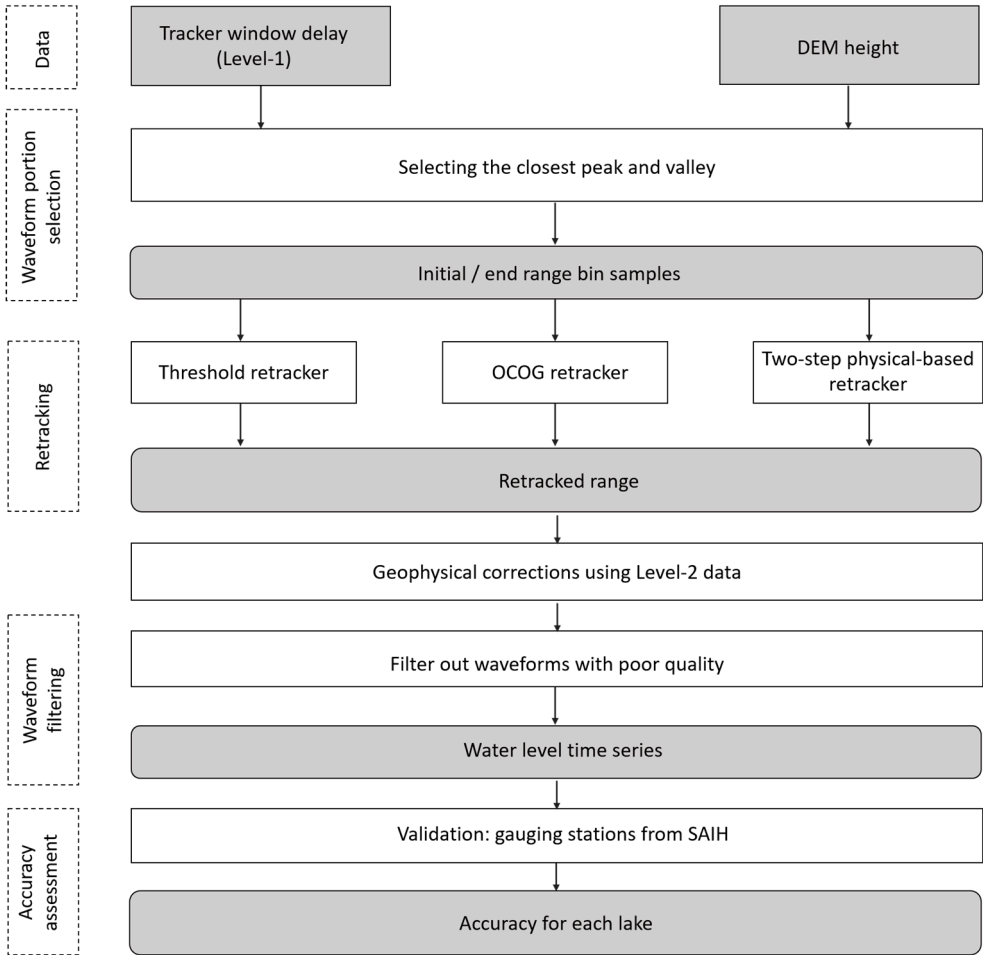 Data
Tracker window delay
(Level-1)
DEM height
Waveform portion
selection
Selecting the closest peak and valley
Initial / end range bin samples
Retracking
Threshold retracker
OCOG retracker
Two-step physical-based
retracker
Retracked range
Geophysical corrections using Level-2 data
Waveform
filtering
Filter out waveforms with poor quality
Water level time series
Accuracy
assessment
Validation: gauging stations from SAIH
Accuracy for each lake